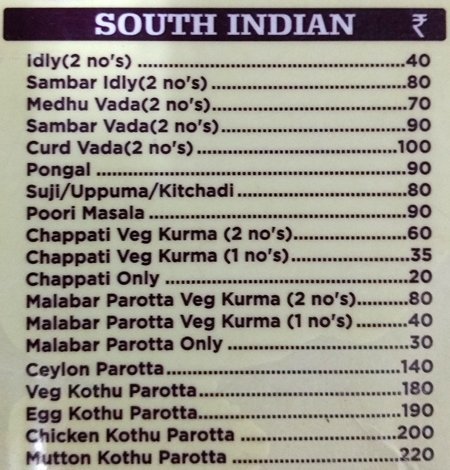 SOUTH INDIAN ₹
idly(2 no's)..............................40
Sambar Idly(2 no's)..............................80
Medhu Vada(2 no's)..............................70
Sambar Vada(2 no's)..............................90
Curd Vada(2 no's)..............................100
Pongal..............................90
Suji/Uppuma/Kitchadi..............................80
Poori Masala..............................90
Chappati Veg Kurma (2 no's)....................60
Chappati Veg Kurma (1 no's)....................35
Chappati Only..............................20
Malabar Parotta Veg Kurma (2 no's)..........80
Malabar Parotta Veg Kurma (1 no's)..........40
Malabar Parotta Only..............................30
Ceylon Parotta..............................140
Veg Kothu Parotta..............................180
Egg Kothu Parotta..............................190
Chicken Kothu Parotta..............................200
Mutton Kothu Parotta..............................220